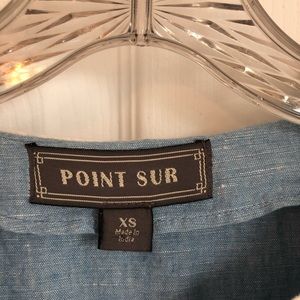 POINT SUR
XS
Made in
India